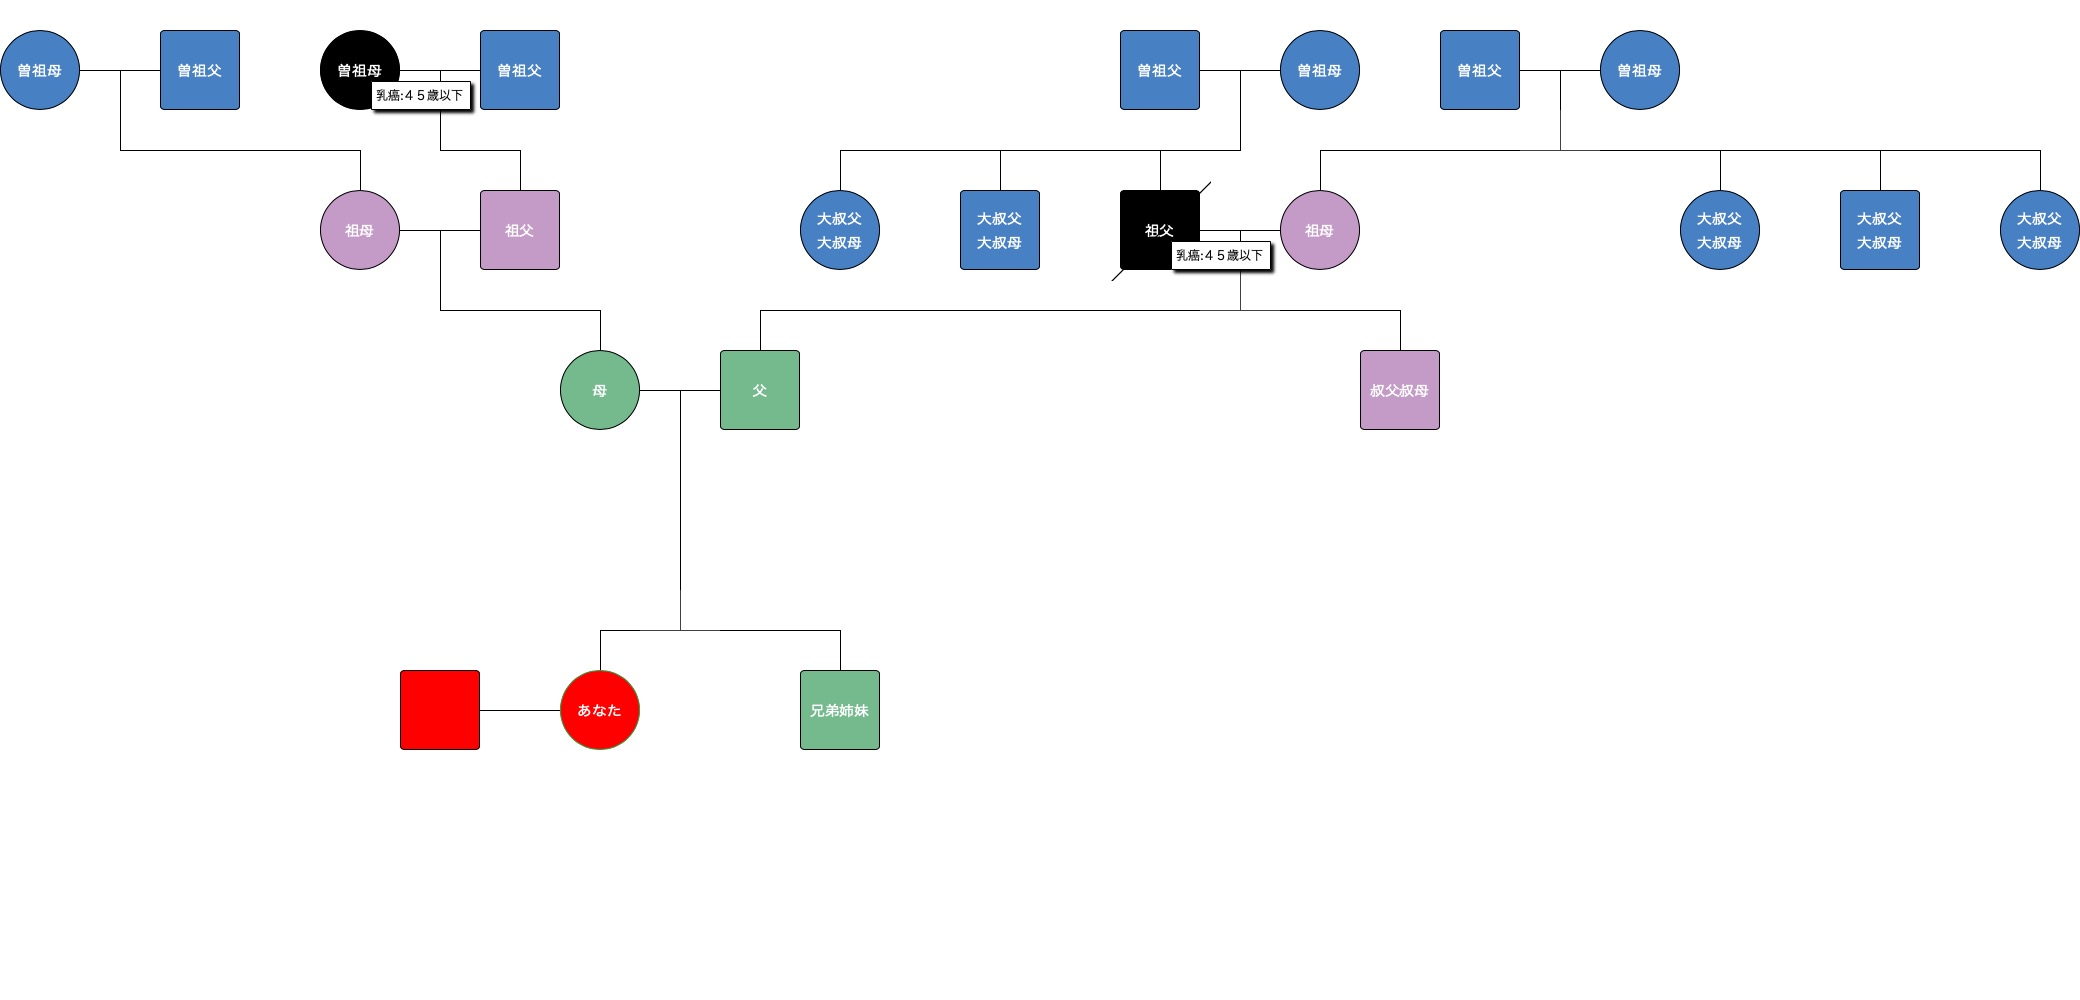 曽祖母
曽祖父
曽祖母
曽祖父
曽祖父
曽祖母
曽祖父
曽祖母
乳癌:４５歳以下
祖母
祖父
大叔父
大叔母
大叔父
大叔母
祖父
祖母
大叔父
大叔母
大叔父
大叔母
大叔父
大叔母
乳癌:４５歳以下
母
父
叔父叔母
あなた
兄弟姉妹